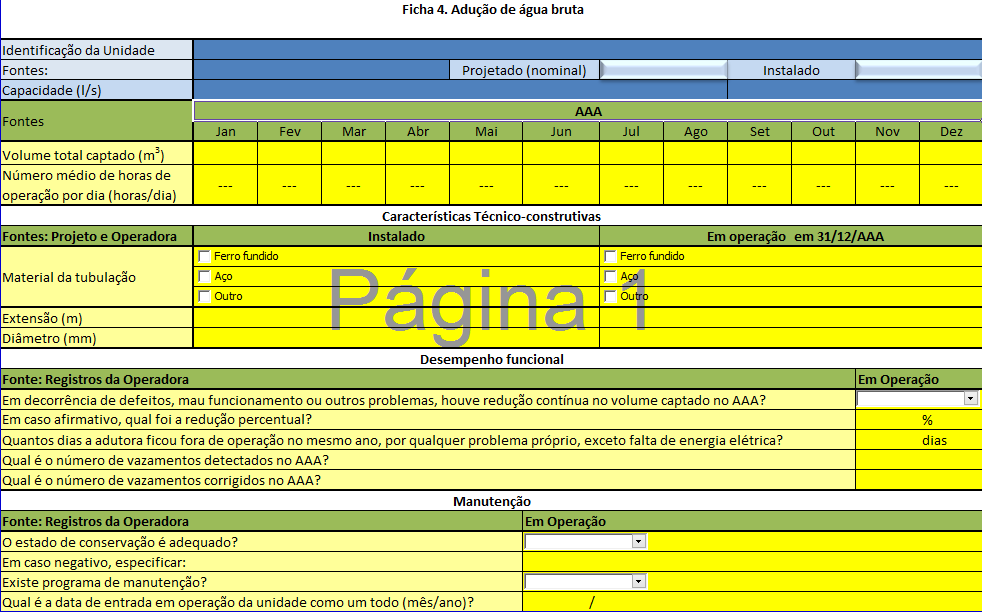 Ficha 4. Adução de água bruta
Identificação da Unidade
Fontes: Projetado (nominal) Instalado
Capacidade (l/s)
Fontes AAA
Jan Fev Mar Abr Mai Jun Jul Ago Set Out Nov Dez
Volume total captado (m³)
Número médio de horas de
operação por dia (horas/dia) --- --- --- --- --- --- --- --- --- --- --- ---
Características Técnico-construtivas
Fontes: Projeto e Operadora Instalado Em operação em 31/12/AAA
Material da tubulação
Ferro fundido Ferro fundido
Aço Aço
Outro Outro
Página 1
Extensão (m)
Diâmetro (mm)
Desempenho funcional
Fonte: Registros da Operadora Em Operação
Em decorrência de defeitos, mau funcionamento ou outros problemas, houve redução contínua no volume captado no AAA?
Em caso afirmativo, qual foi a redução percentual? %
Quantos dias a adutora ficou fora de operação no mesmo ano, por qualquer problema próprio, exceto falta de energia elétrica? dias
Qual é o número de vazamentos detectados no AAA?
Qual é o número de vazamentos corrigidos no AAA?
Manutenção
Fonte: Registros da Operadora Em Operação
O estado de conservação é adequado?
Em caso negativo, especificar:
Existe programa de manutenção?
Qual é a data de entrada em operação da unidade como um todo (mês/ano)? /